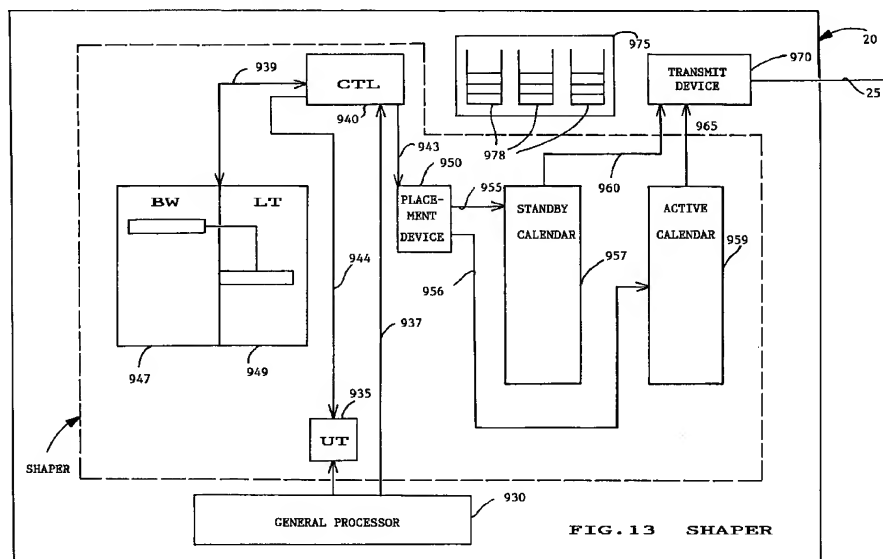 975
20
970
939
CTL
TRANSMIT
DEVICE
25
940
978
965
943
950
960
BW
LT
PLACE-
MENT
DEVICE
955
STANDBY
CALENDAR
ACTIVE
CALENDAR
957
959
944
956
937
947
949
935
UT
SHAPER
930
GENERAL PROCESSOR
FIG.13 SHAPER